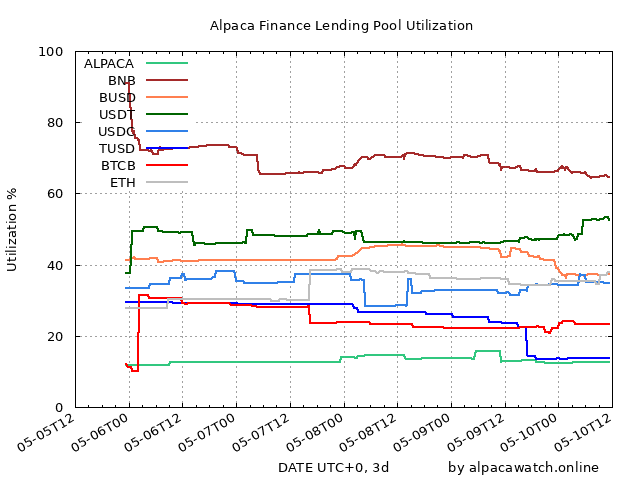 Alpaca Finance Lending Pool Utilization
Utilization %
100
80
60
40
20
0
ALPACA
BNB
BUSD
USDT
USDC
TUSD
BTCB
ETH
05-05T12
05-06T00
05-06T12
05-07T00
05-07T12
05-08T00
05-08T12
05-09T00
05-09T12
05-10T00
05-10T12
DATE UTC+0, 3d
by alpacawatch.online